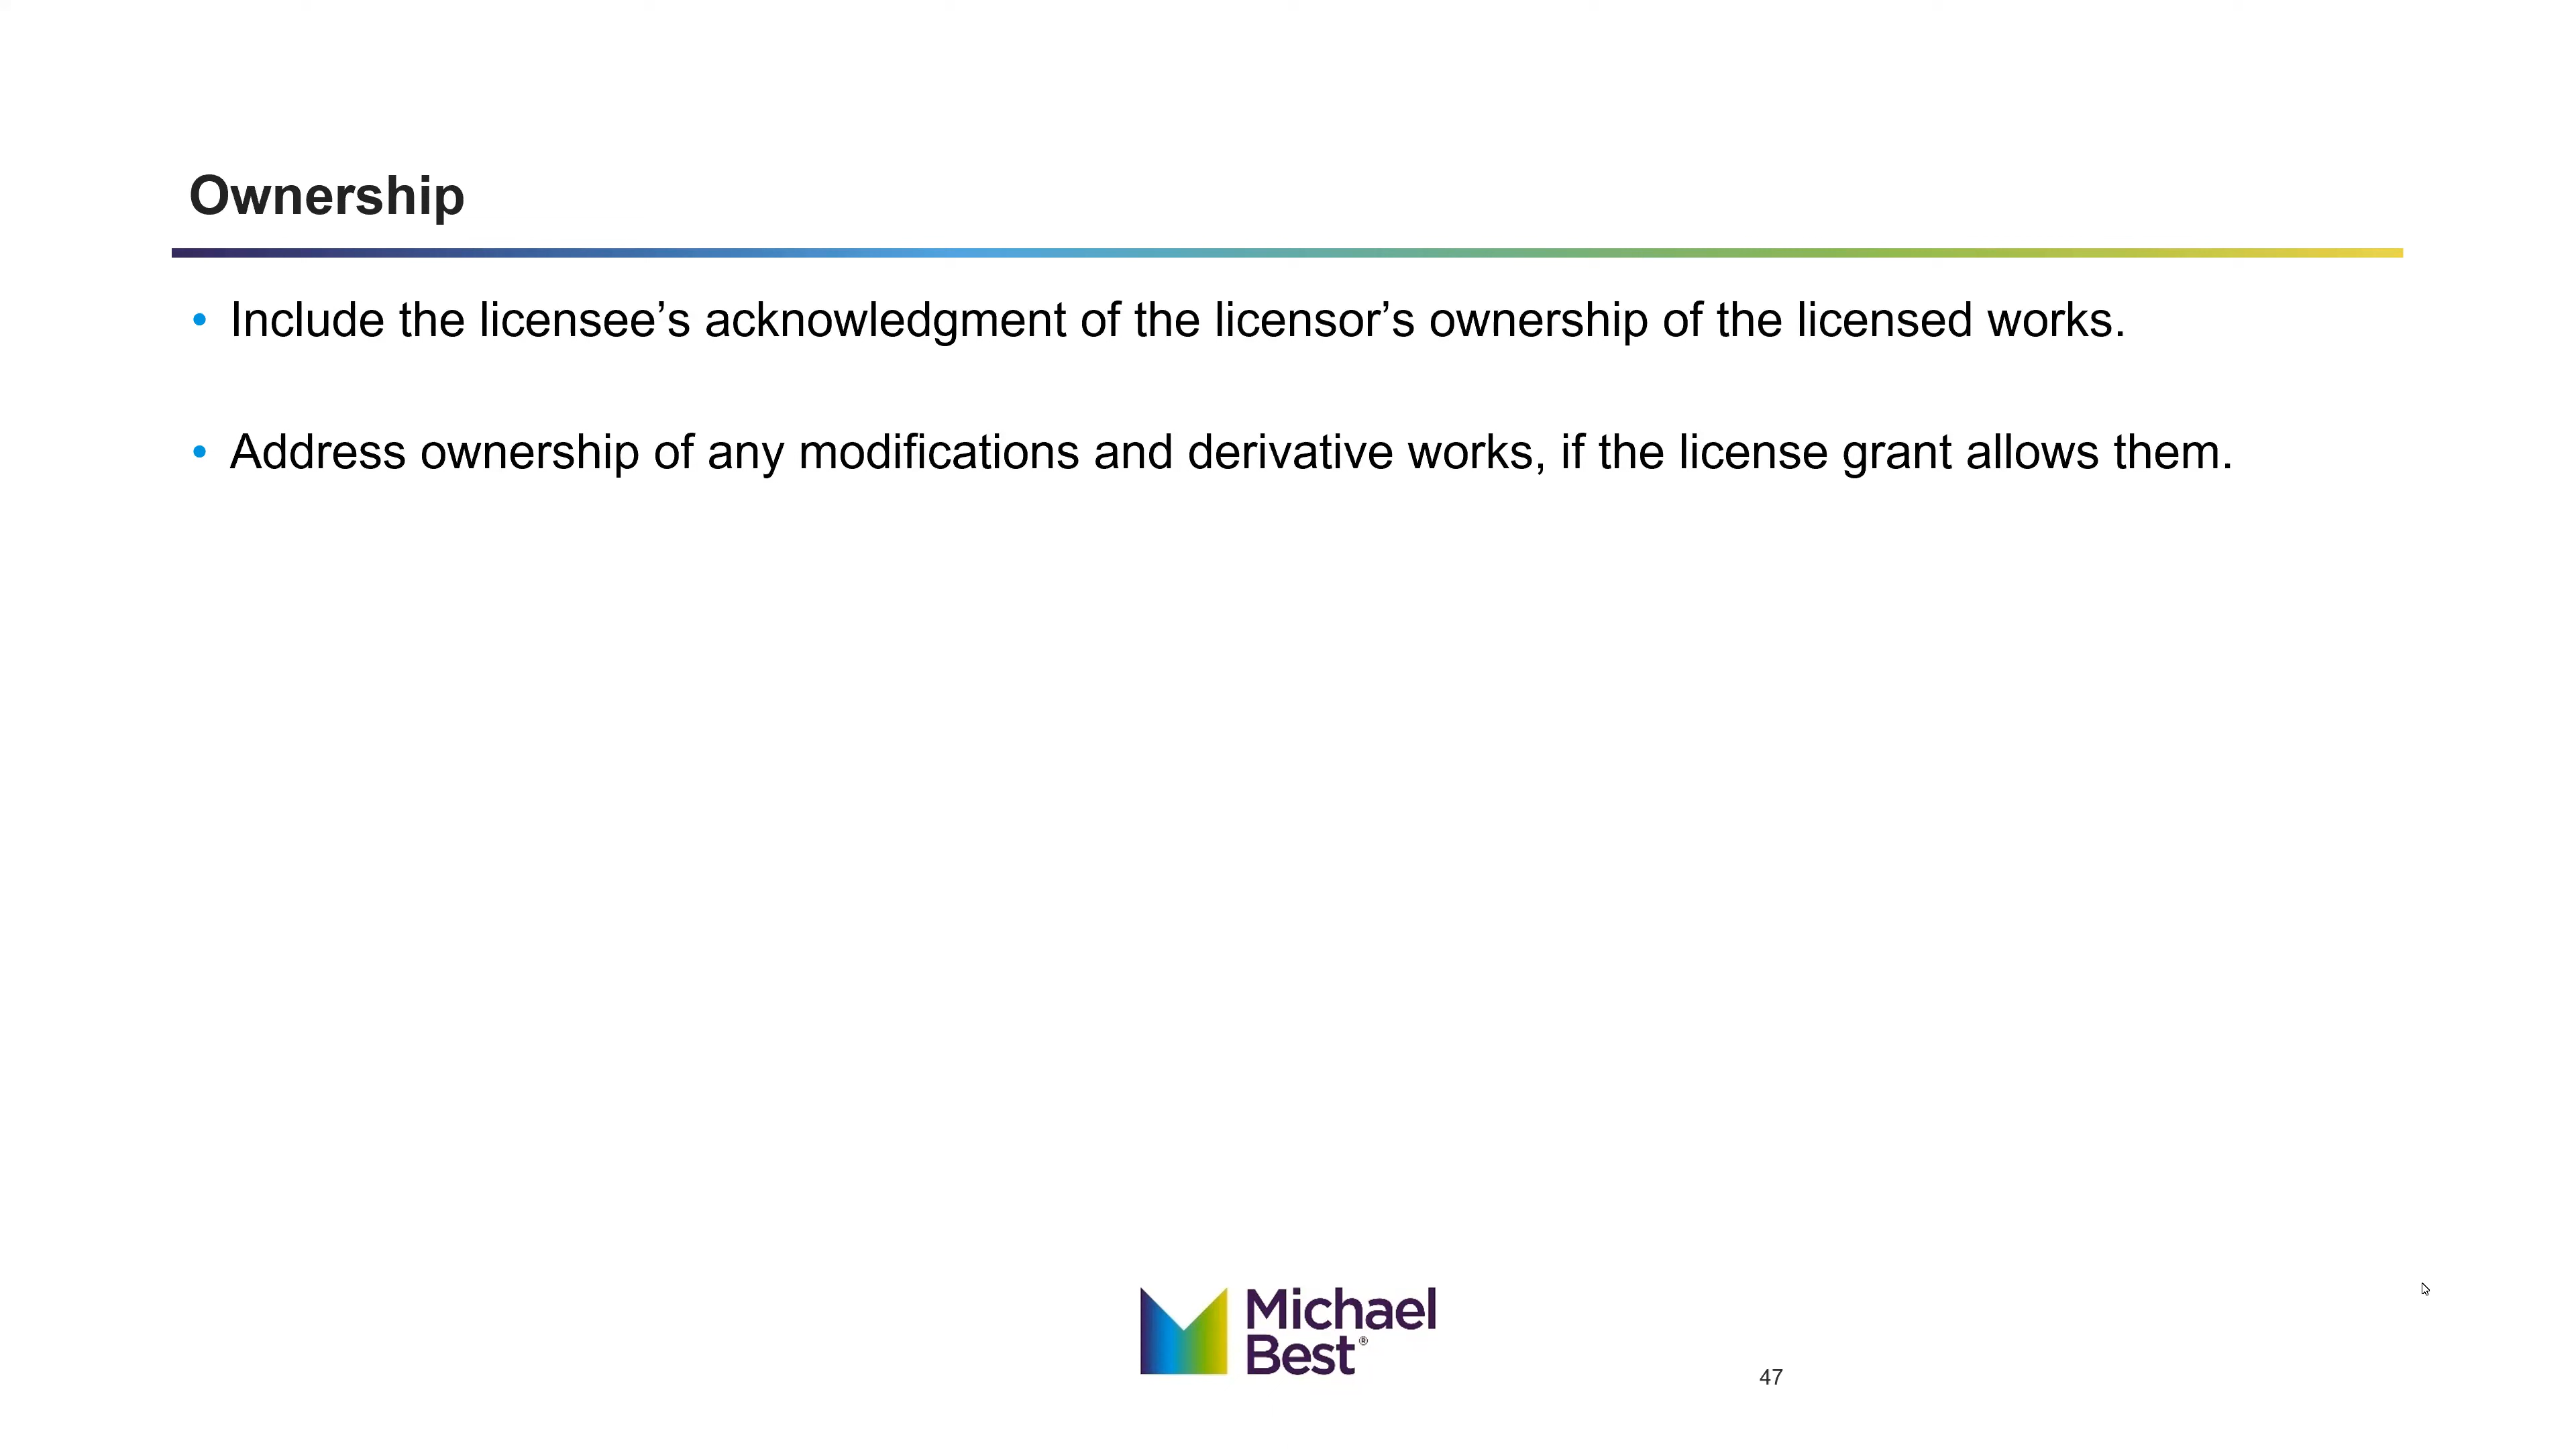 Ownership
• Include the licensee’s acknowledgment of the licensor’s ownership of the licensed works.
• Address ownership of any modifications and derivative works, if the license grant allows them.
Michael
Best®
47